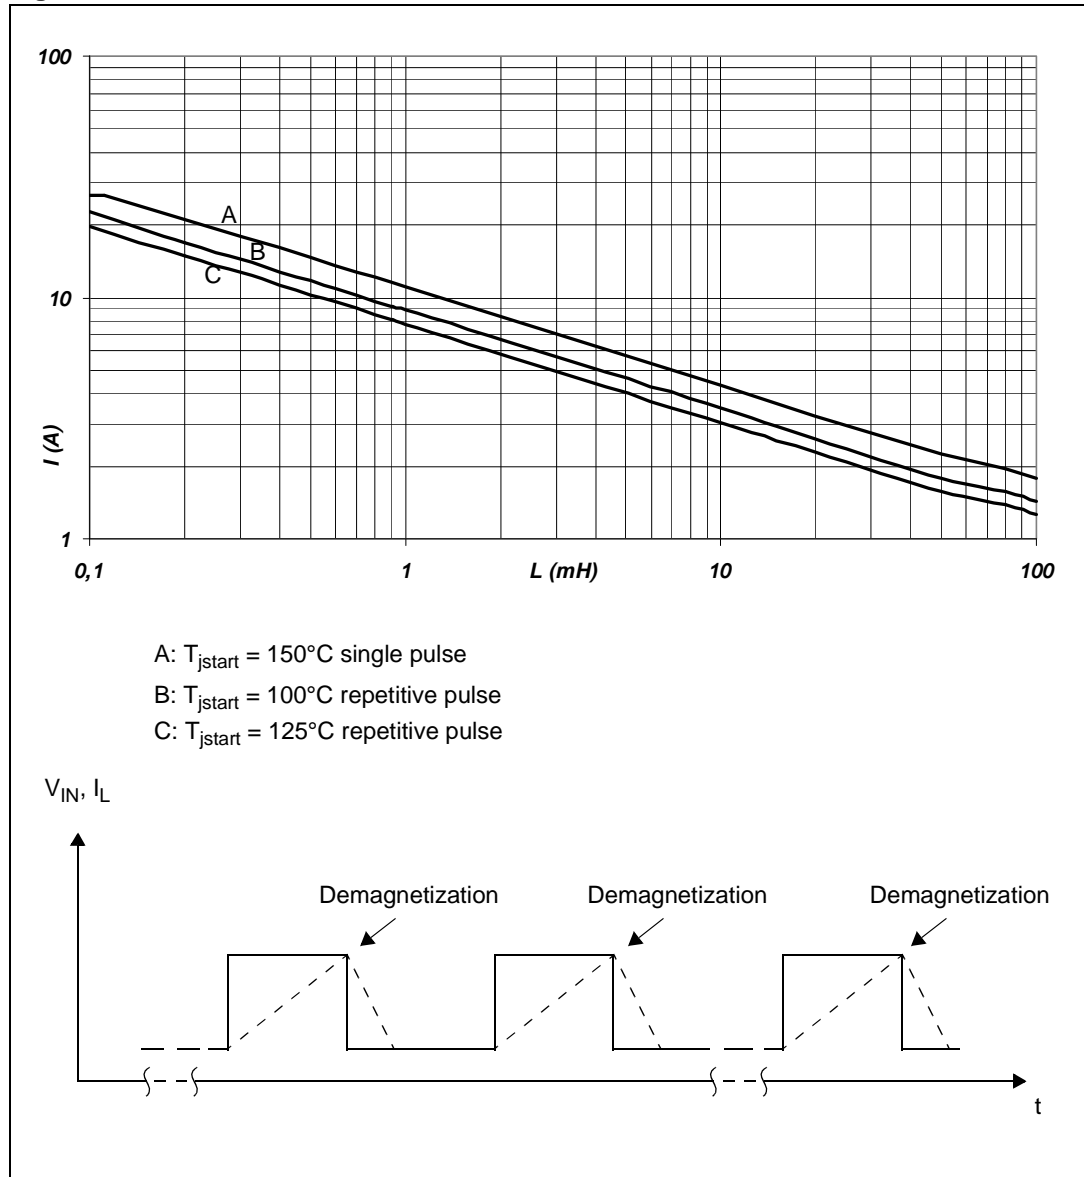 100
10
1
I (A)
A
B
C
0,1 1 L (mH) 10 100
A: Tjstart = 150°C single pulse
B: Tjstart = 100°C repetitive pulse
C: Tjstart = 125°C repetitive pulse
VIN, IL
Demagnetization Demagnetization Demagnetization
t